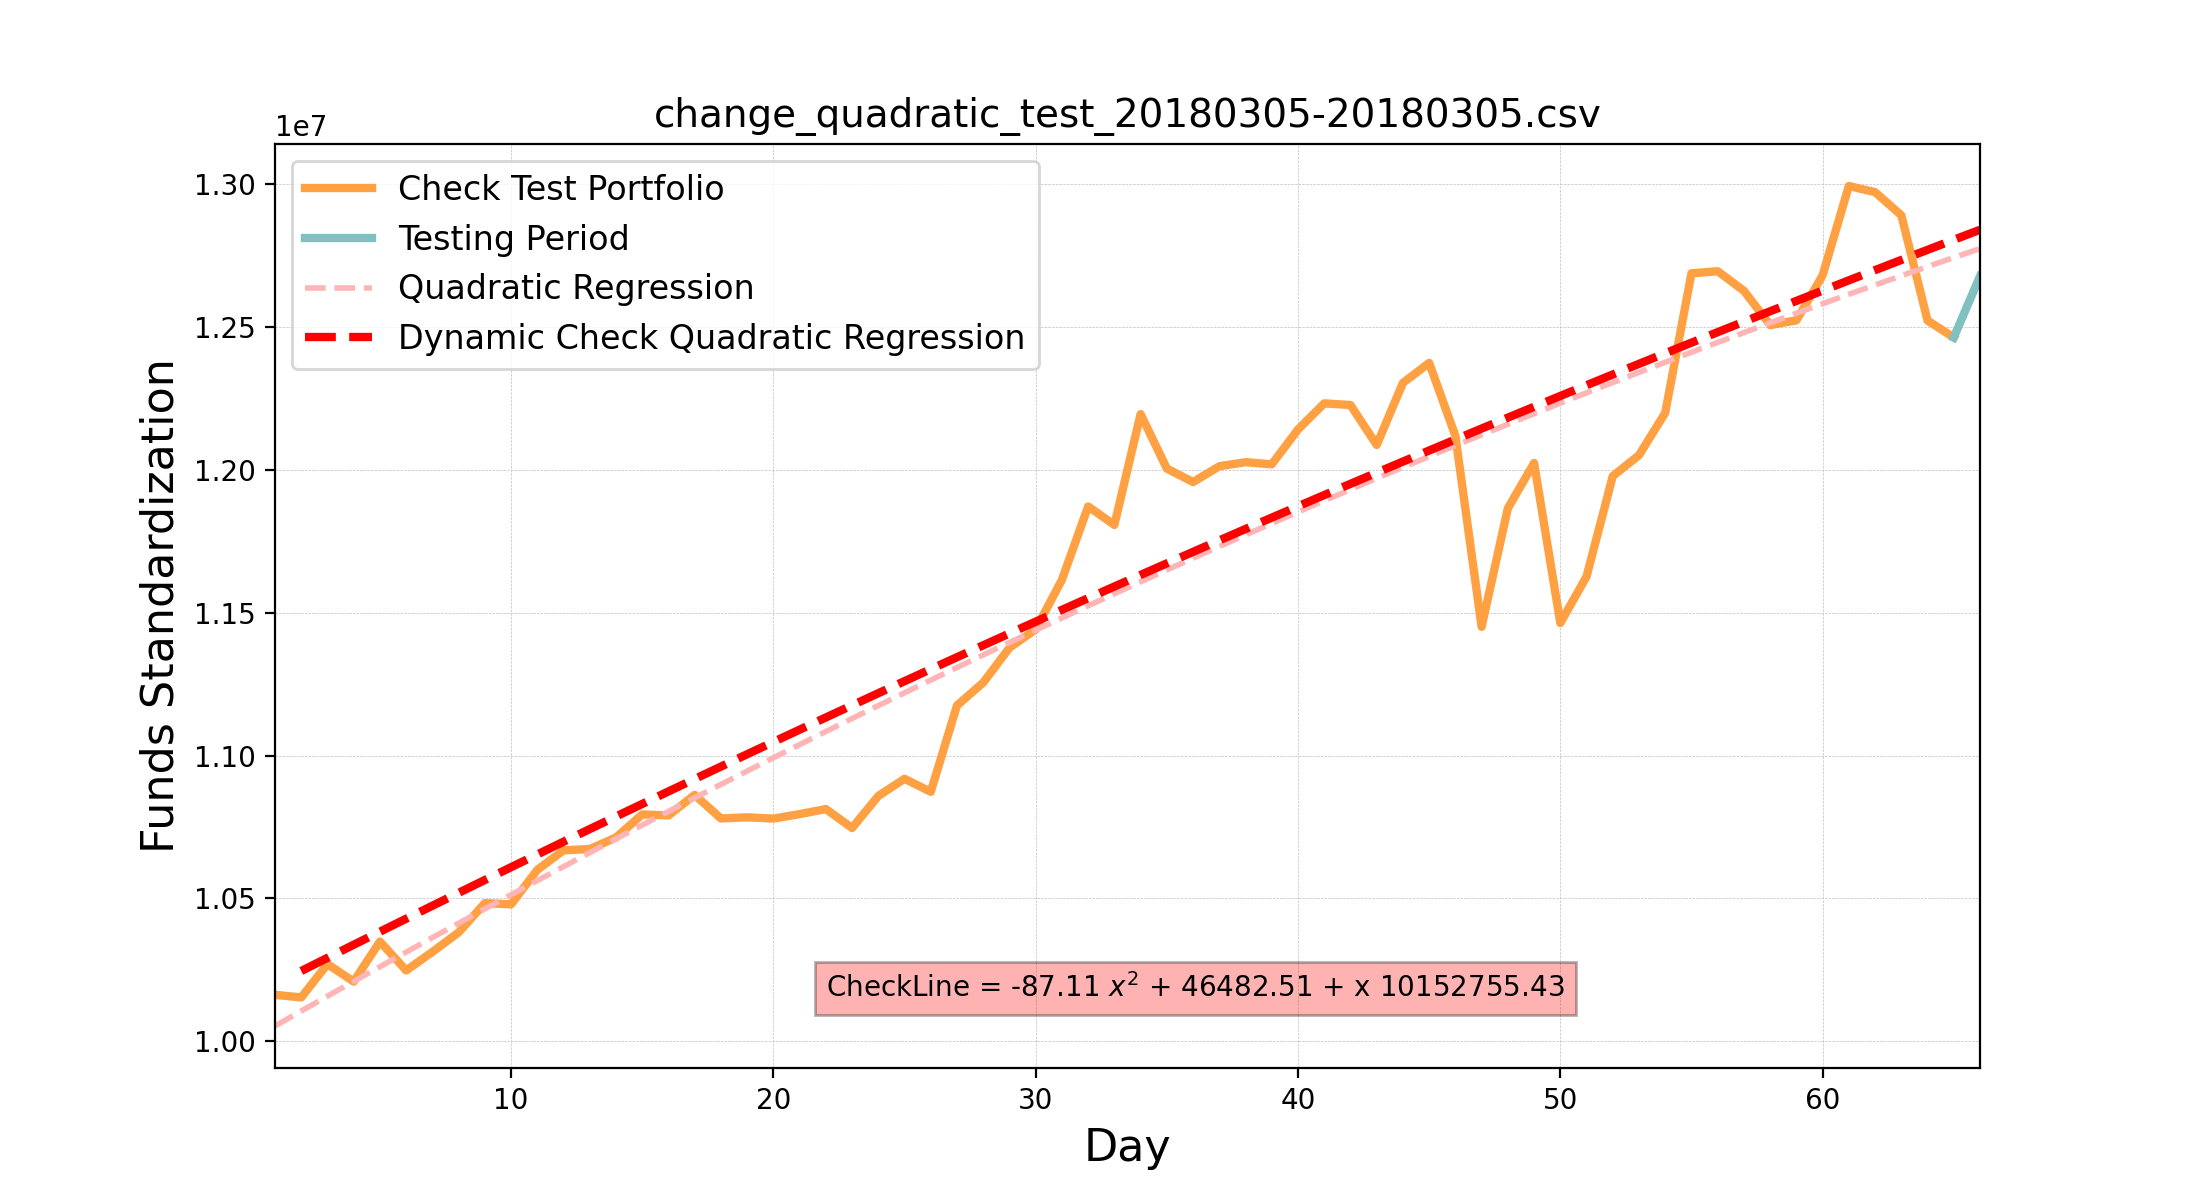 change_quadratic_test_20180305-20180305.csv
1e7
Check Test Portfolio
Testing Period
Quadratic Regression
Dynamic Check Quadratic Regression
1.30
1.25
1.20
1.15
1.10
1.05
1.00
Funds Standardization
CheckLine = -87.11 x² + 46482.51 + x 10152755.43
10 20 30 40 50 60
Day